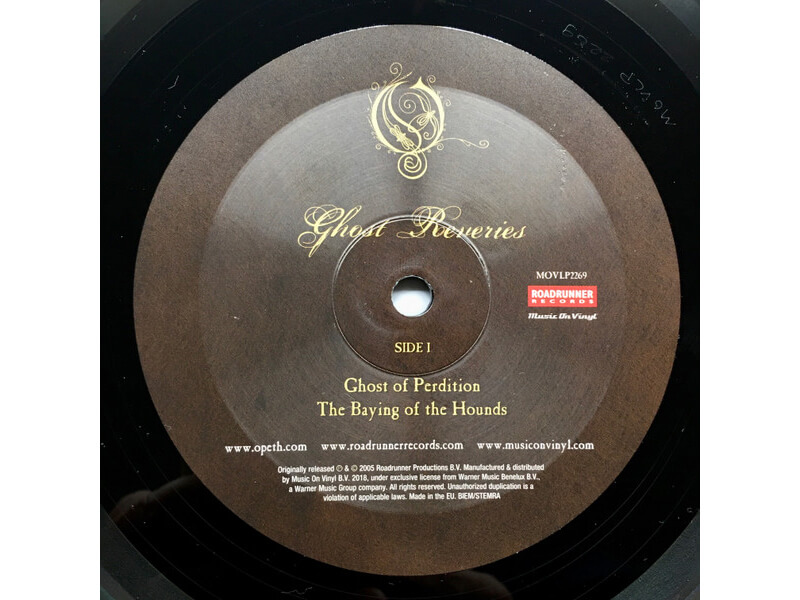 MOVLP 2269
Ghost Reveries
MOVLP2269
ROADRUNNER
RECORDS
Music On Vinyl
SIDE 1
Ghost of Perdition
The Baying of the Hounds
www.opeth.com www.roadrunnerrecords.com www.musiconvinyl.com
Originally released ℗ & © 2005 Roadrunner Productions B.V. Manufactured & distributed
by Music On Vinyl B.V. 2018, under exclusive license from Warner Music Benelux B.V.,
a Warner Music Group company. All rights reserved. Unauthorized duplication is a
violation of applicable laws. Made in the EU. BIEM/STEMRA